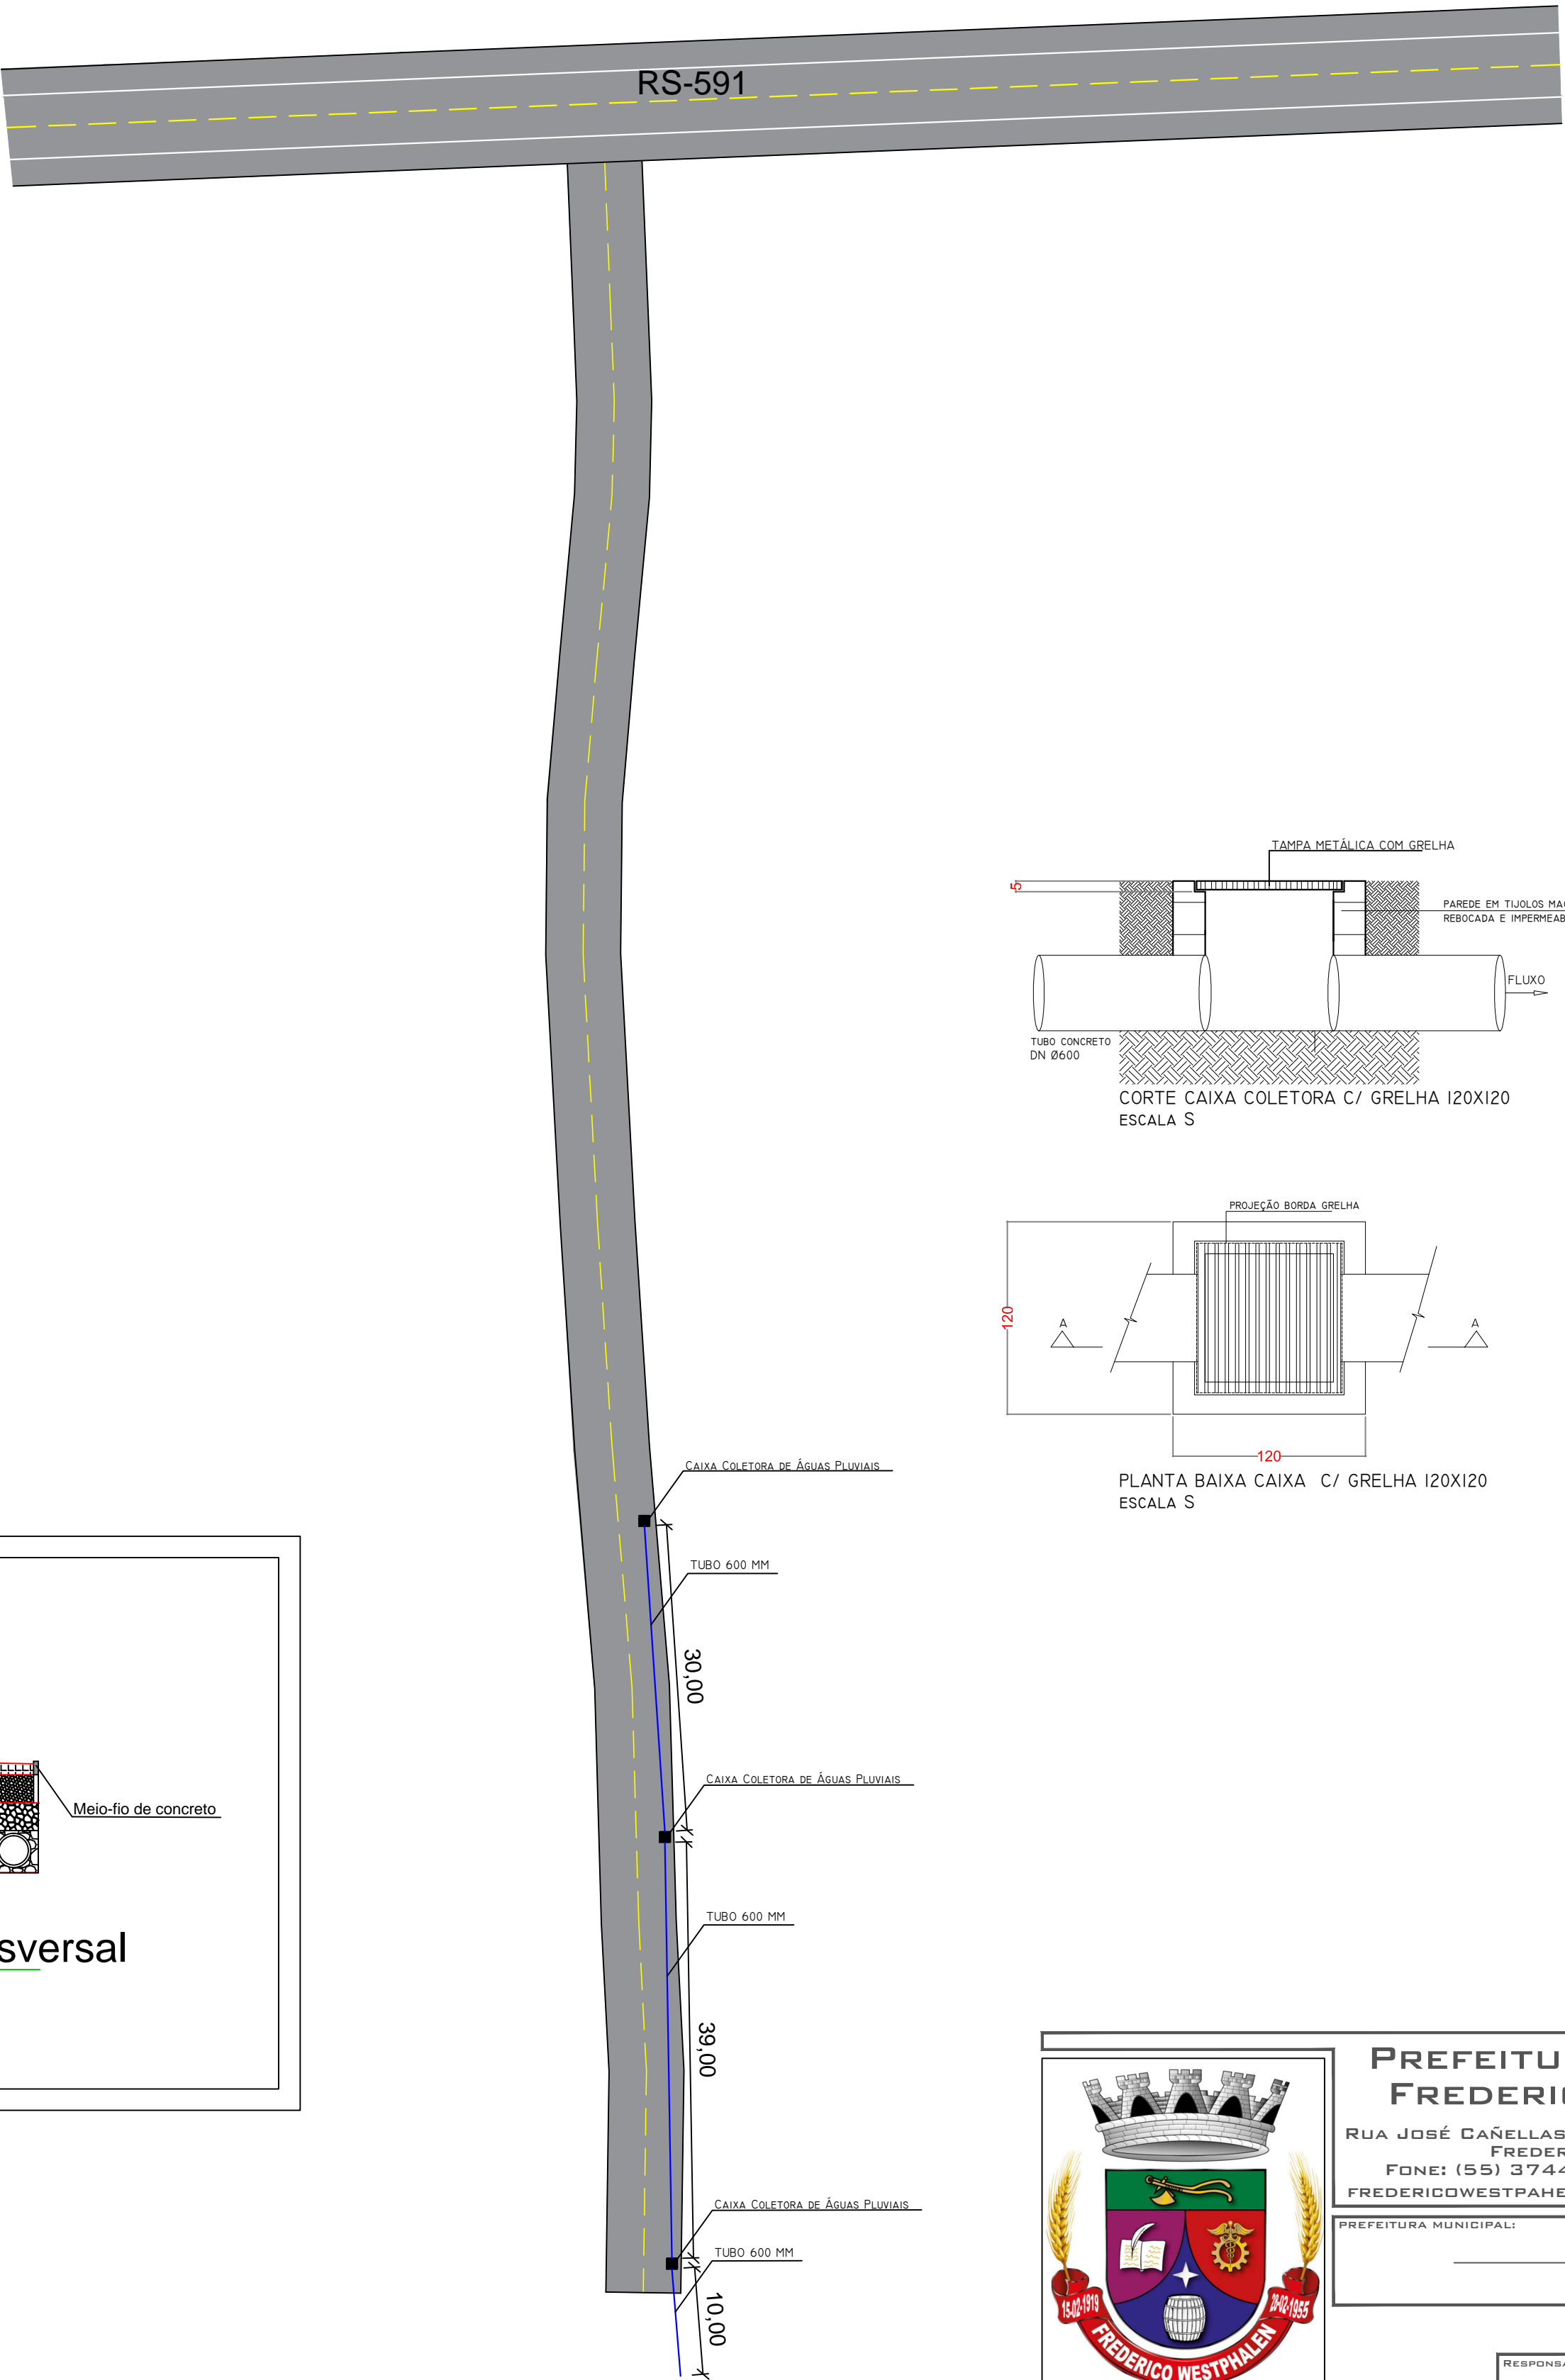 RS-591
TAMPA METÁLICA COM GRELHA
5
PAREDE EM TIJOLOS
REBOCADA E
FLUXO
TUBO CONCRETO
DN Ø600
CORTE CAIXA COLETORA C/ GRELHA 120X120
ESCALA S
PROJEÇÃO BORDA GRELHA
120
A
A
120
PLANTA BAIXA CAIXA C/ GRELHA 120X120
ESCALA S
CAIXA COLETORA DE ÁGUAS PLUVIAIS
TUBO 600 MM
30,00
CAIXA COLETORA DE ÁGUAS PLUVIAIS
Meio-fio de concreto
TUBO 600 MM
sversal
39,00
CAIXA COLETORA DE ÁGUAS PLUVIAIS
TUBO 600 MM
10,00
PREFEITU
FREDERI
RUA JOSÉ CAÑELLAS
FREDER
FONE: (55) 3744
FREDERICOWESTPAHE
PREFEITURA MUNICIPAL:
15-02-1919
28-02-1955
FREDERICO WESTPHALEN
RESPONS